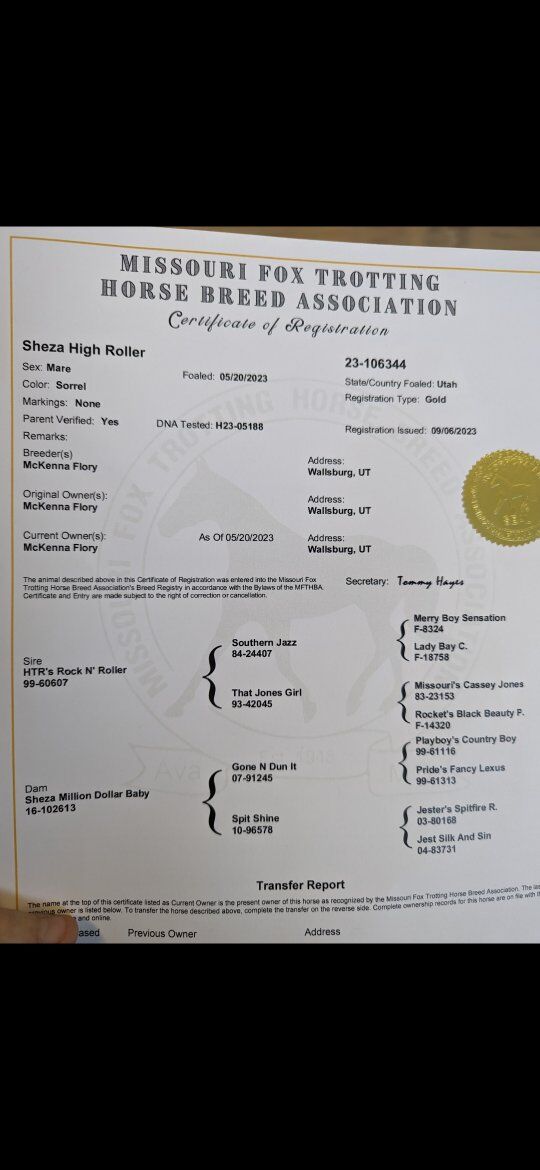 MISSOURI FOX TROTTING
HORSE BREED ASSOCIATION
Certificate of Registration
Sheza High Roller
23-106344
Sex: Mare
Foaled: 05/20/2023
State/Country Foaled: Utah
Color: Sorrel
Registration Type: Gold
Markings: None
Parent Verified: Yes
DNA Tested: H23-05188
Registration Issued: 09/06/2023
Remarks:
Breeder(s)
McKenna Flory
Address:
Wallsburg, UT
Original Owner(s):
McKenna Flory
Address:
Wallsburg, UT
Current Owner(s):
McKenna Flory
As Of 05/20/2023
Address:
Wallsburg, UT
The animal described above in this Certificate of Registration was entered into the Missouri Fox
Trotting Horse Breed Association's Breed Registry in accordance with the Bylaws of the MFTHBA.
Certificate and Entry are made subject to the right of correction or cancellation.
Secretary: Tommy Hayes
Sire
HTR's Rock N' Roller
99-60607
Southern Jazz
84-24407
Merry Boy Sensation
F-8324
Lady Bay C.
F-18758
That Jones Girl
93-42045
Missouri's Cassey Jones
83-23153
Rocket's Black Beauty P.
F-14320
Dam
Sheza Million Dollar Baby
16-102613
Gone N Dun It
07-91245
Playboy's Country Boy
99-61116
Pride's Fancy Lexus
99-61313
Spit Shine
10-96578
Jester's Spitfire R.
03-80168
Jest Silk And Sin
04-83731
MISSOURI FOX TROTTING HORSE BREED ASSOC
Ava
1948
M
Transfer Report
The name at the top of this certificate listed as Current Owner is the present owner of this horse as recognized by the Missouri Fox Trotting Horse Breed Association. The las
previous owner is listed below. To transfer the horse described above, complete the transfer on the reverse side. Complete ownership records for this horse are on file with th
and online.
ased
Previous Owner
Address